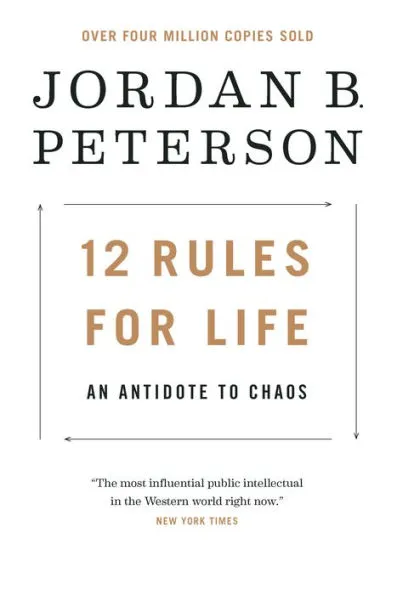 OVER FOUR MILLION COPIES SOLD
JORDAN B.
PETERSON
12 RULES
FOR LIFE
AN ANTIDOTE TO CHAOS
“The most influential public intellectual
in the Western world right now.”
NEW YORK TIMES